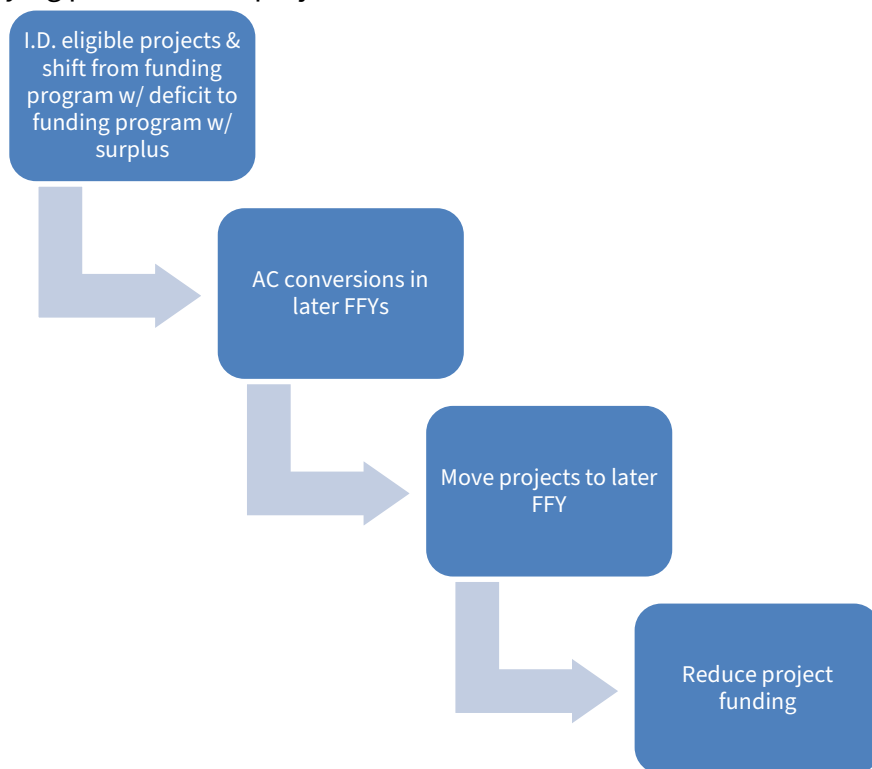 I.D. eligible projects &
shift from funding
program w/ deficit to
funding program w/
surplus
AC conversions in
later FFYs
Move projects to later
FFY
Reduce project
funding